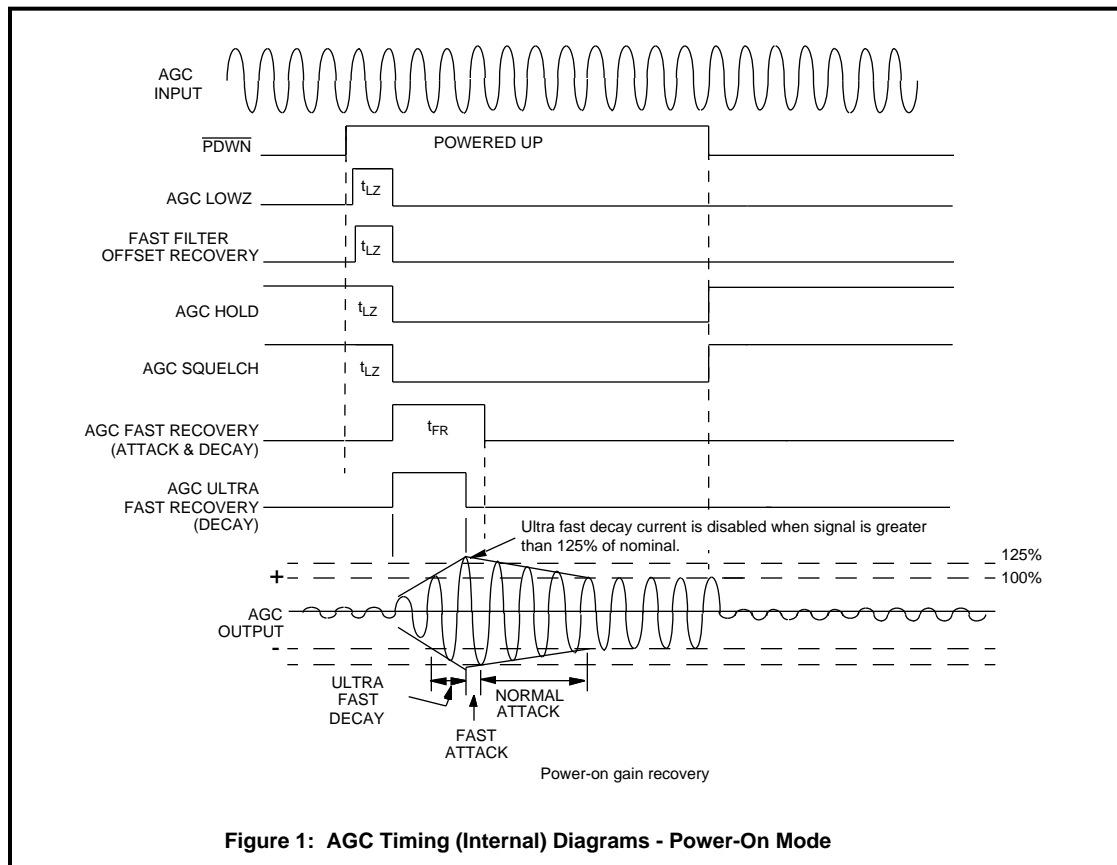 AGC
INPUT
PDWN
POWERED UP
AGC LOWZ
tLZ
FAST FILTER
OFFSET RECOVERY
tLZ
AGC HOLD
tLZ
AGC SQUELCH
tLZ
AGC FAST RECOVERY
(ATTACK & DECAY)
tFR
AGC ULTRA
FAST RECOVERY
(DECAY)
Ultra fast decay current is disabled when signal is greater
than 125% of nominal.
125%
100%
+
AGC
OUTPUT
-
ULTRA
FAST
DECAY
NORMAL
ATTACK
FAST
ATTACK
Power-on gain recovery
Figure 1: AGC Timing (Internal) Diagrams - Power-On Mode